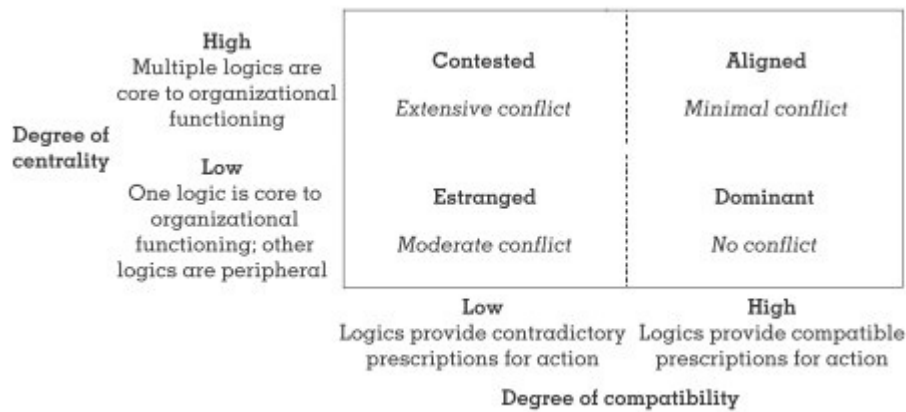 High
Multiple logics are
core to organizational
functioning
Degree of
centrality
Low
One logic is core to
organizational
functioning; other
logics are peripheral
Contested
Extensive conflict
Aligned
Minimal conflict
Estranged
Moderate conflict
Dominant
No conflict
Low
Logics provide contradictory
prescriptions for action
High
Logics provide compatible
prescriptions for action
Degree of compatibility